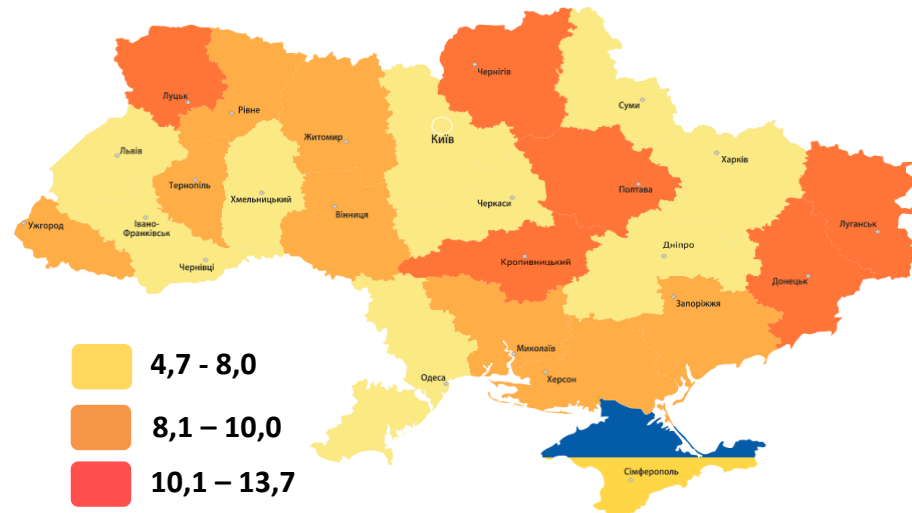 Чернігів
Луцьк
Суми
Рівне
Житомир
Київ
Львів
Харків
Тернопіль
Полтава
Хмельницький
Черкаси
Вінниця
Ужгород
Івано-
Франківськ
Луганськ
Дніпро
Чернівці
Кропивницький
Донецьк
Запоріжжя
Миколаїв
Херсон
Одеса
Сімферополь
4,7 - 8,0
8,1 – 10,0
10,1 – 13,7